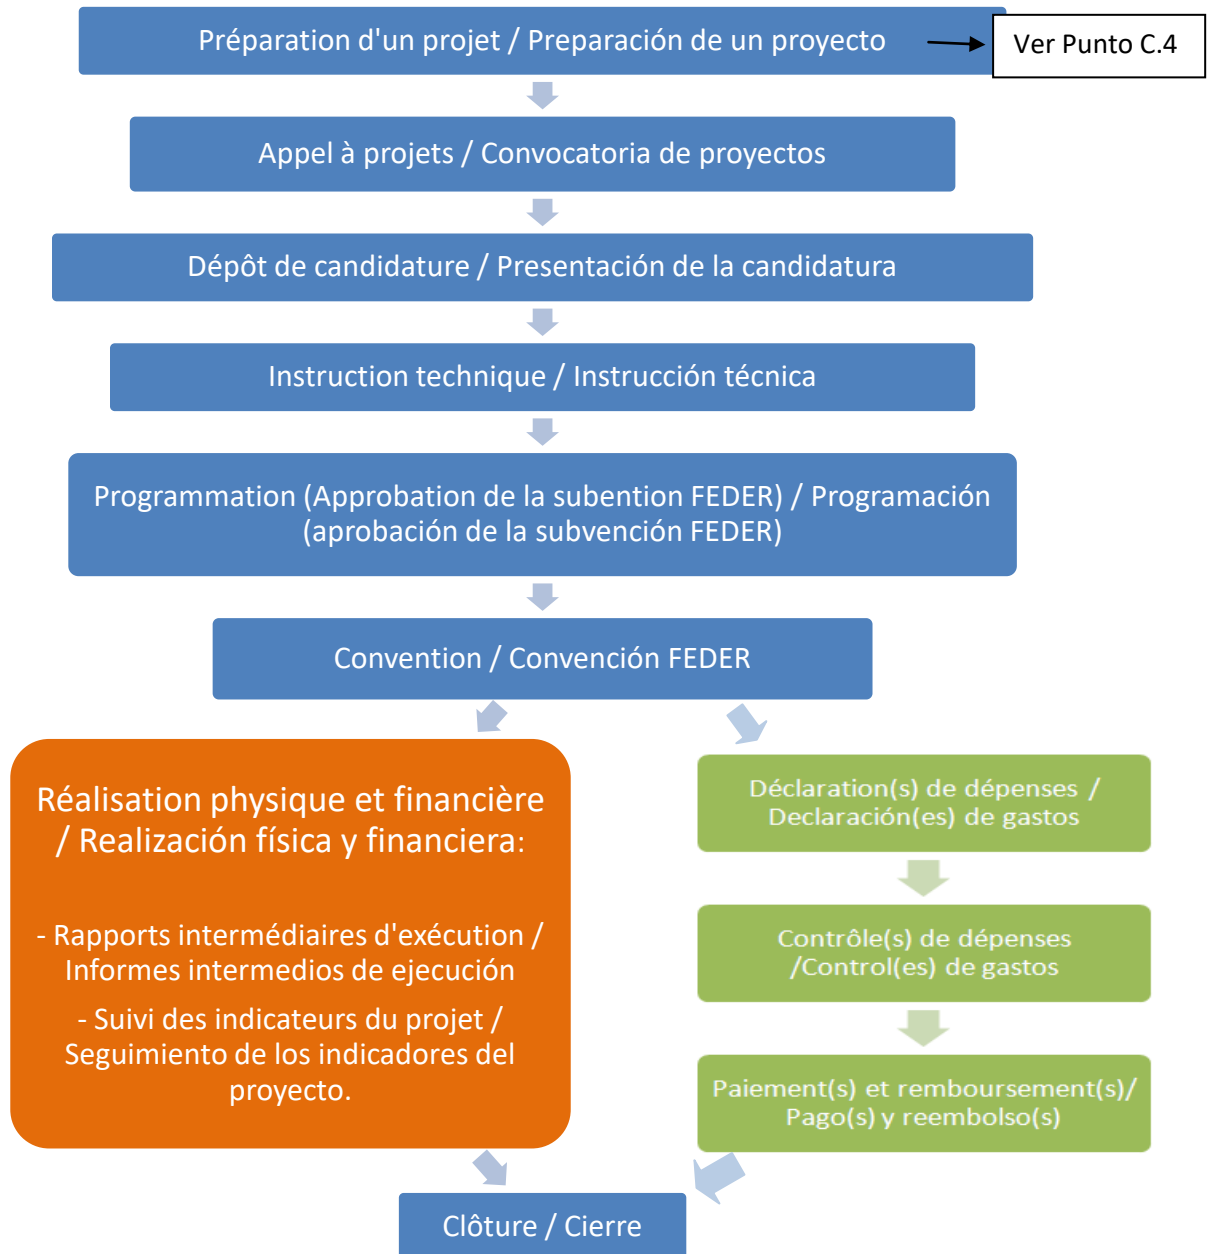 Préparation d'un projet / Preparación de un proyecto
Ver Punto C.4
Appel à projets / Convocatoria de proyectos
Dépôt de candidature / Presentación de la candidatura
Instruction technique / Instrucción técnica
Programmation (Approbation de la subention FEDER) / Programación
(aprobación de la subvención FEDER)
Convention / Convención FEDER
Réalisation physique et financière
/ Realización física y financiera:
- Rapports intermédiaires d'exécution /
Informes intermedios de ejecución
- Suivi des indicateurs du projet /
Seguimiento de los indicadores del
proyecto.
Déclaration(s) de dépenses /
Declaración(es) de gastos
Contrôle(s) de dépenses
/Control(es) de gastos
Paiement(s) et remboursement(s)/
Pago(s) y reembolso(s)
Clôture / Cierre